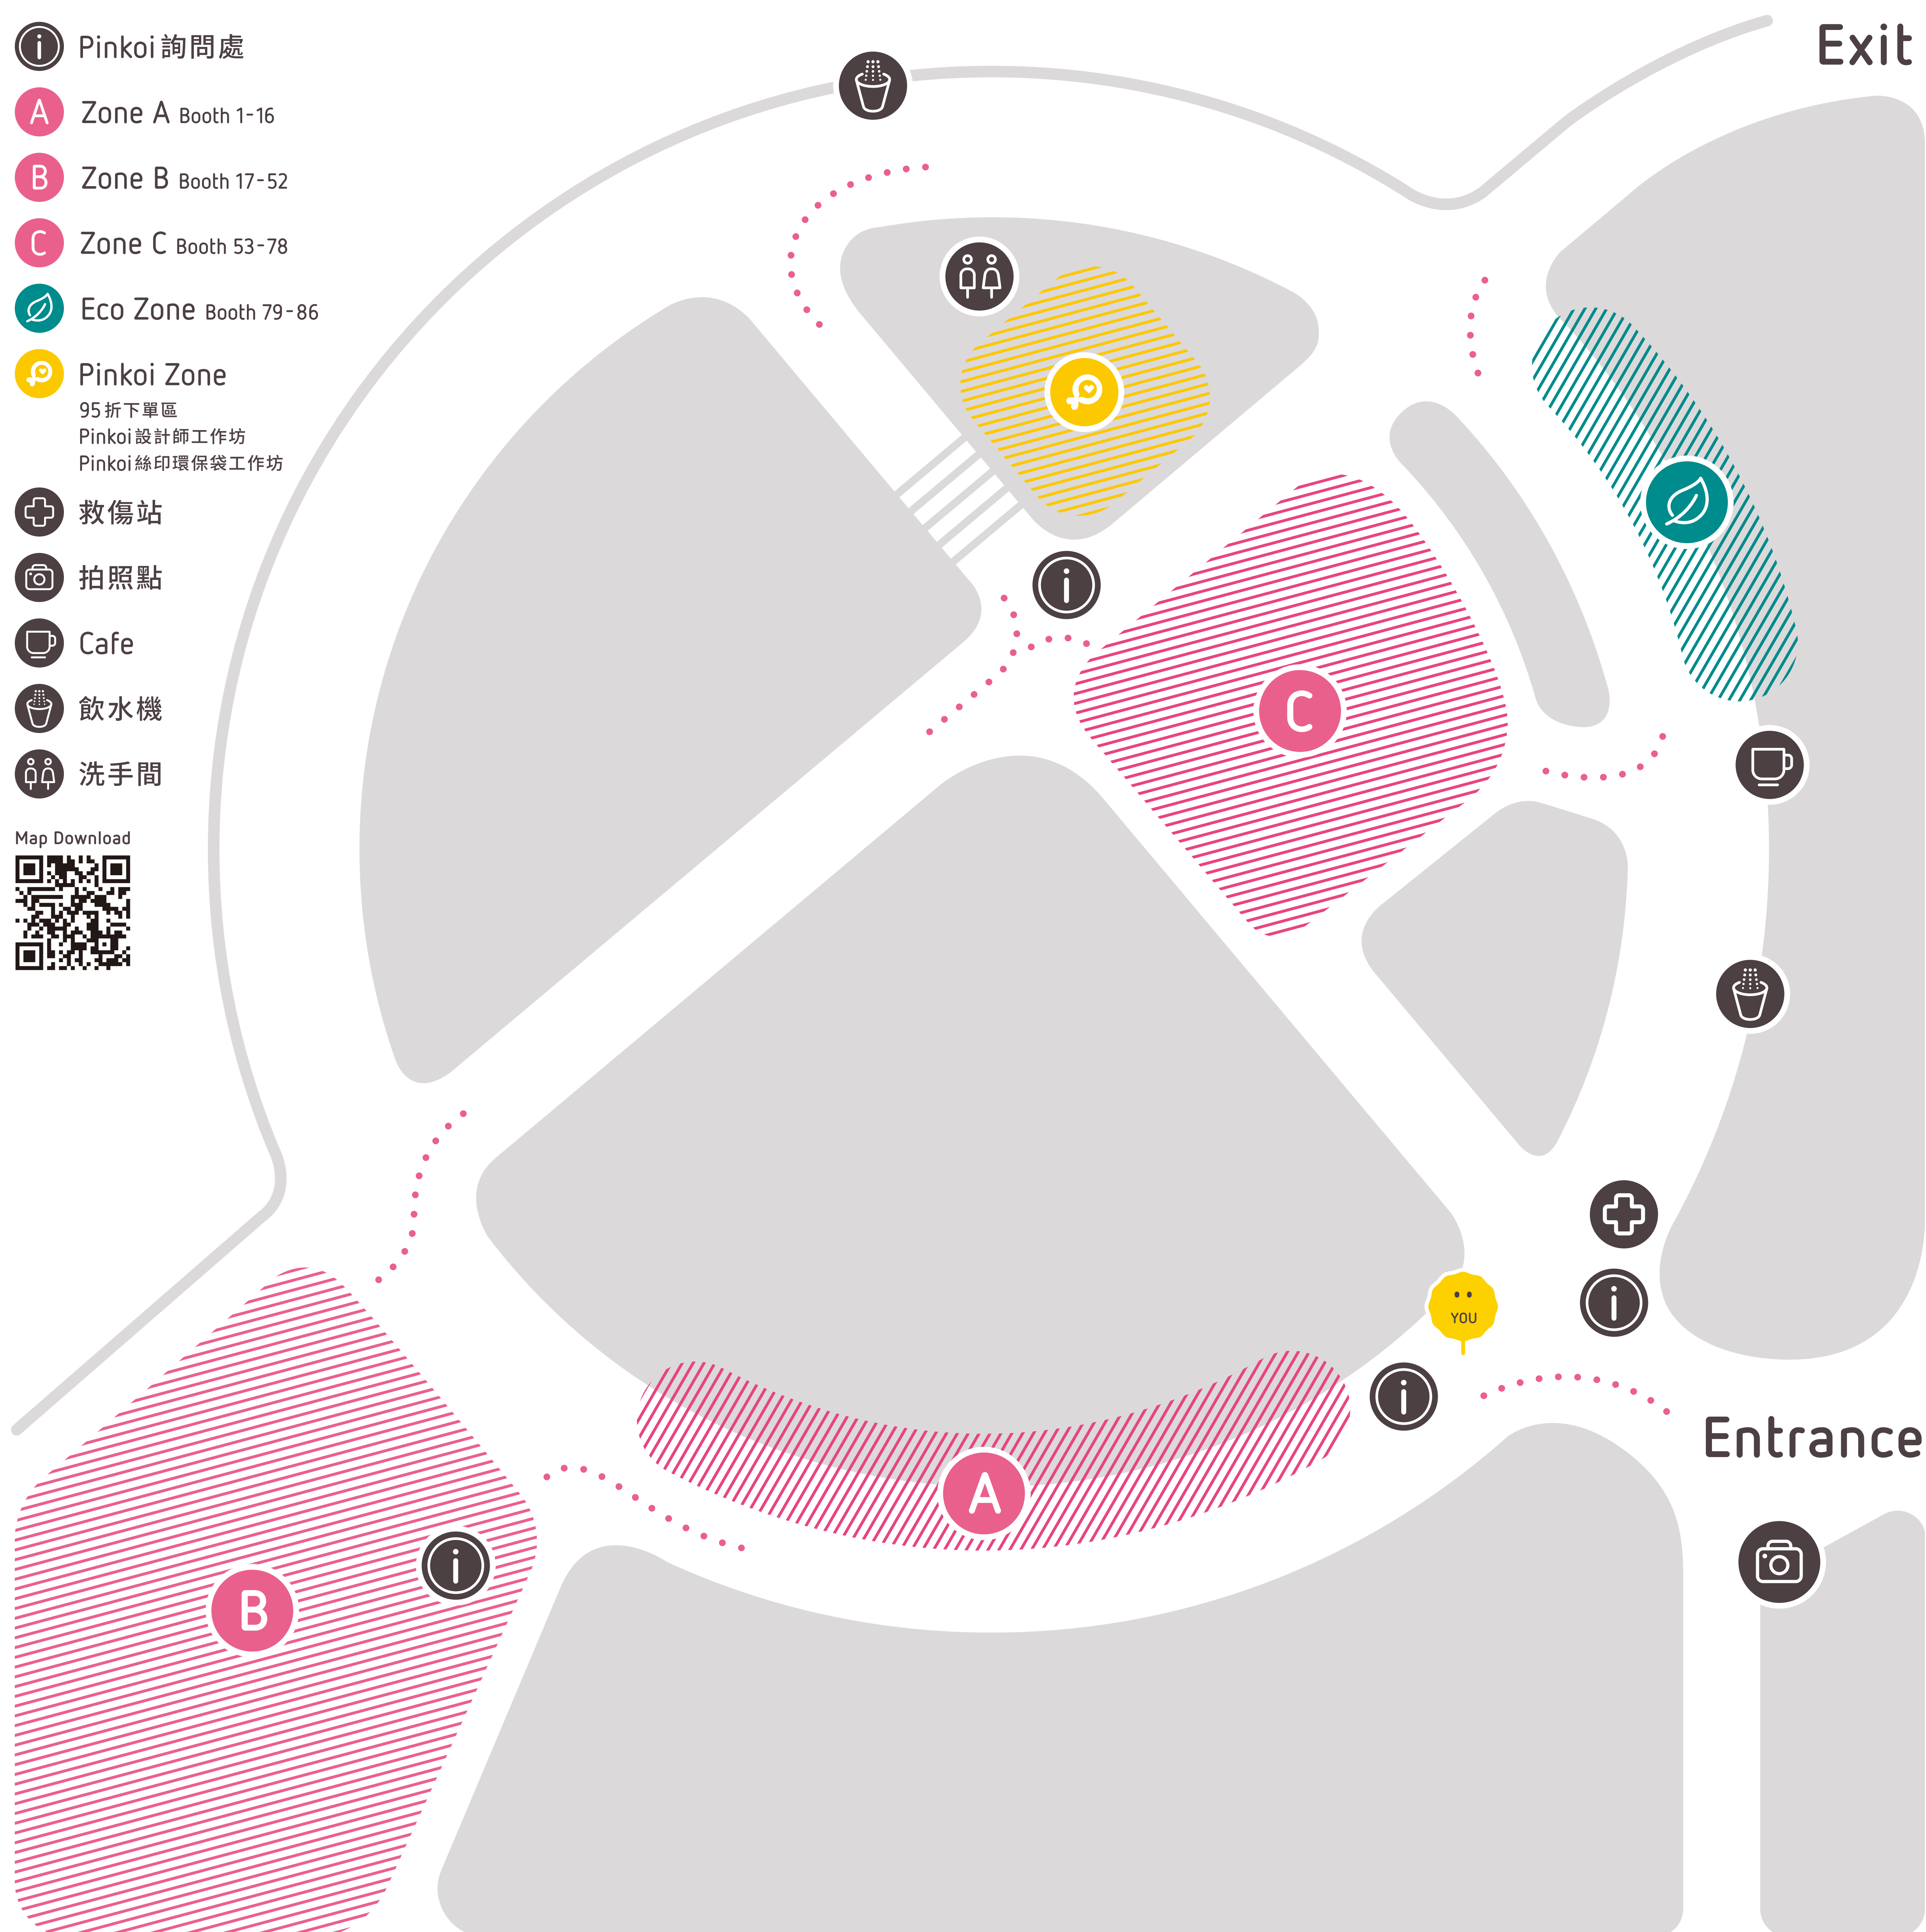 Pinkoi 詢問處
A Zone A Booth 1-16
B Zone B Booth 17-52
C Zone C Booth 53-78
Eco Zone Booth 79-86
Pinkoi Zone
95折下單區
Pinkoi設計師工作坊
Pinkoi絲印環保袋工作坊
救傷站
拍照點
Cafe
飲水機
洗手間
Map Download
Exit
C
YOU
Entrance
A
B